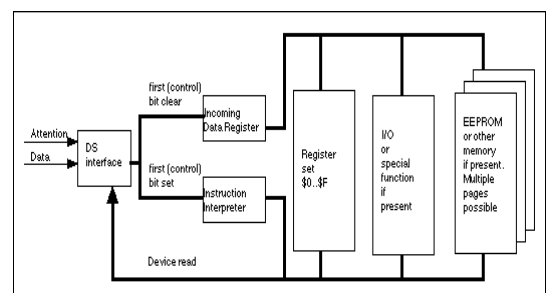 first (control)
bit clear
Incoming
Data Register
Attention
Data
DS
interface
first (control)
bit set
Instruction
Interpreter
Device read
Register
set
$0..$F
I/O
or
special
function
if
present
EEPROM
or other
memory
if present.
Multiple
pages
possible